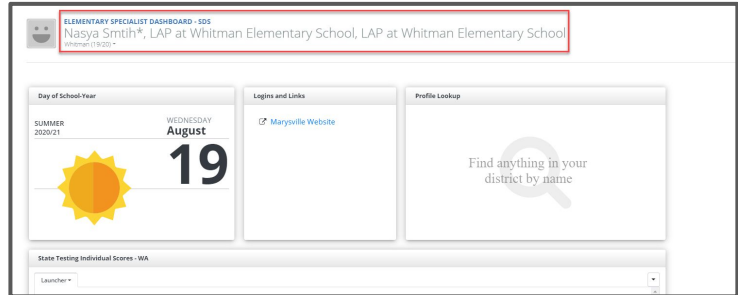 ELEMENTARY SPECIALIST DASHBOARD - SDS
Nasya Smtih*, LAP at Whitman Elementary School, LAP at Whitman Elementary School
Whitman (19/20)
Day of School-Year
SUMMER
2020/21
WEDNESDAY
August
19
Logins and Links
Marysville Website
Profile Lookup
Find anything in your
district by name
State Testing Individual Scores - WA
Launcher